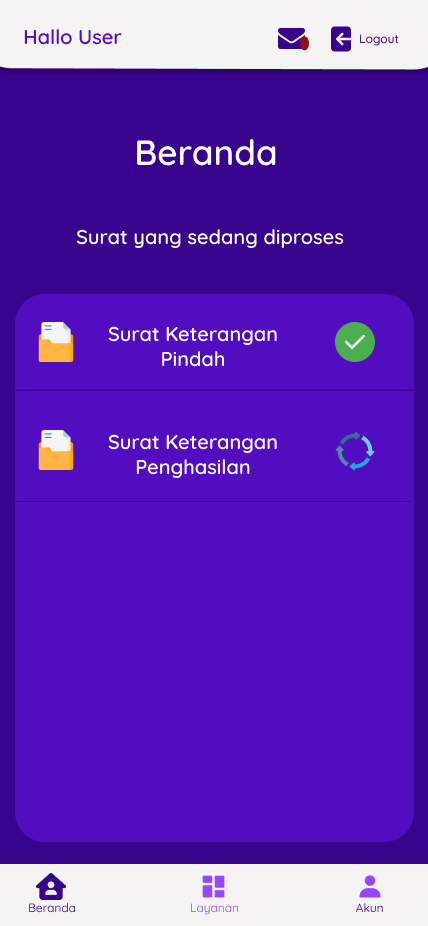 Hallo User
Logout
Beranda
Surat yang sedang diproses
Surat Keterangan
Pindah
Surat Keterangan
Penghasilan
Beranda
Layanan
Akun